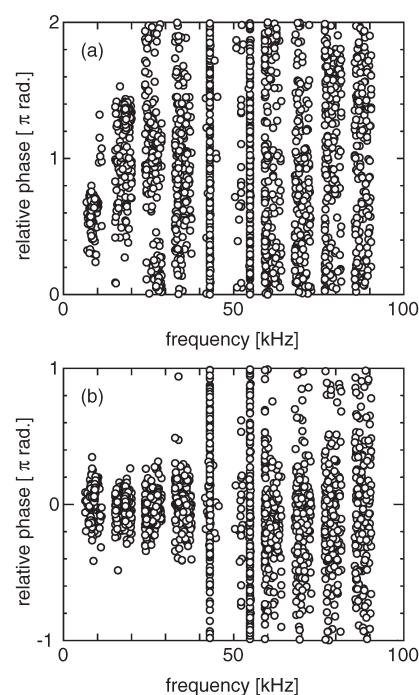 2
(a)
relative phase [ π rad.]
1
0
0
50
100
frequency [kHz]
1
(b)
relative phase [ π rad.]
0
-1
0
50
100
frequency [kHz]